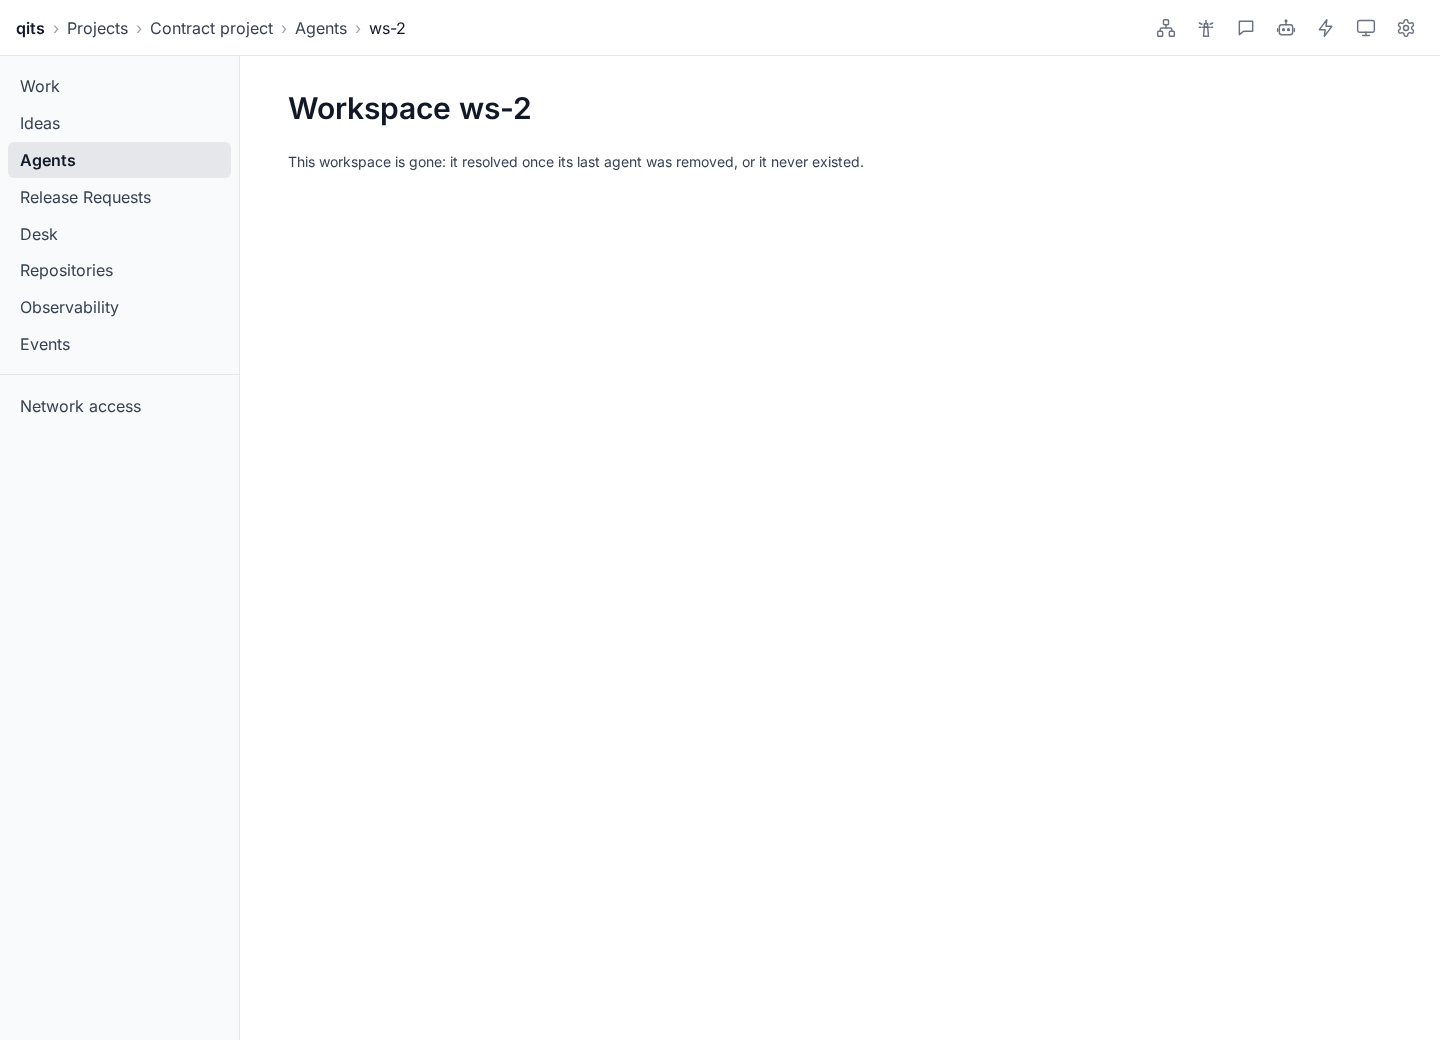 qits › Projects › Contract project › Agents › ws-2
Work
Ideas
Agents
Release Requests
Desk
Repositories
Observability
Events
Network access
Workspace ws-2
This workspace is gone: it resolved once its last agent was removed, or it never existed.